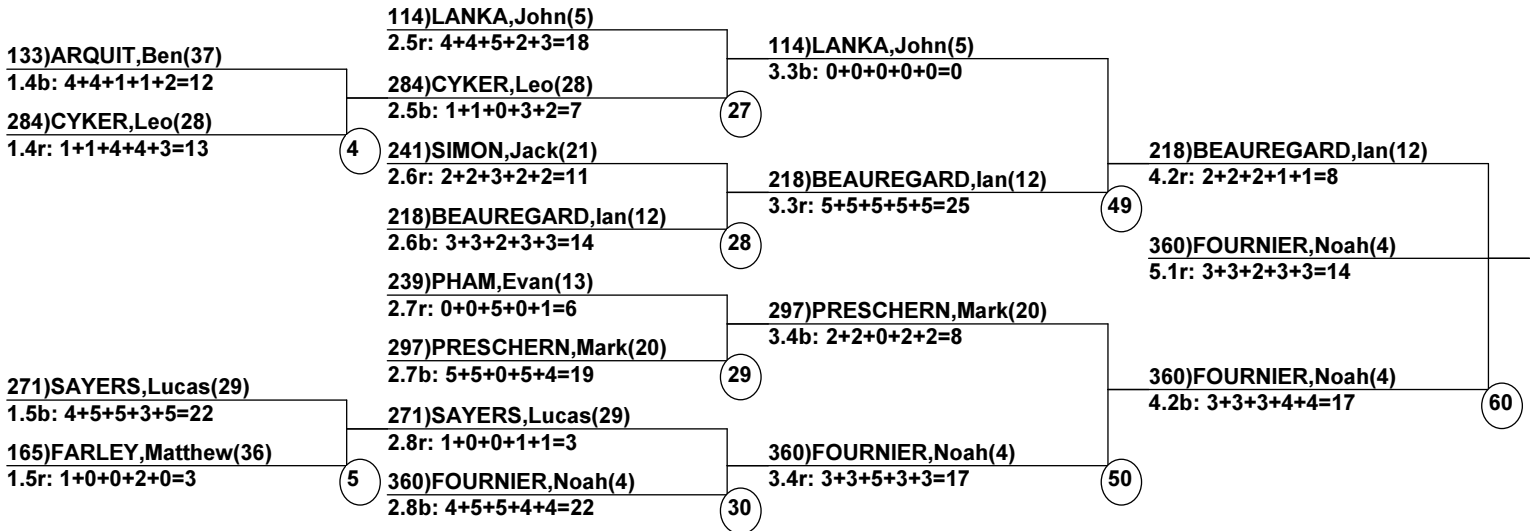 133)ARQUIT,Ben(37)
1.4b: 4+4+1+1+2=12
284)CYKER,Leo(28)
1.4r: 1+1+4+4+3=13
4
271)SAYERS,Lucas(29)
1.5b: 4+5+5+3+5=22
165)FARLEY,Matthew(36)
1.5r: 1+0+0+2+0=3
5
114)LANKA,John(5)
2.5r: 4+4+5+2+3=18
284)CYKER,Leo(28)
2.5b: 1+1+0+3+2=7
27
241)SIMON,Jack(21)
2.6r: 2+2+3+2+2=11
218)BEAUREGARD,Ian(12)
2.6b: 3+3+2+3+3=14
28
239)PHAM,Evan(13)
2.7r: 0+0+5+0+1=6
297)PRESCHERN,Mark(20)
2.7b: 5+5+0+5+4=19
29
271)SAYERS,Lucas(29)
2.8r: 1+0+0+1+1=3
360)FOURNIER,Noah(4)
2.8b: 4+5+5+4+4=22
30
114)LANKA,John(5)
3.3b: 0+0+0+0+0=0
218)BEAUREGARD,Ian(12)
3.3r: 5+5+5+5+5=25
49
297)PRESCHERN,Mark(20)
3.4b: 2+2+0+2+2=8
360)FOURNIER,Noah(4)
3.4r: 3+3+5+3+3=17
50
218)BEAUREGARD,Ian(12)
4.2r: 2+2+2+1+1=8
360)FOURNIER,Noah(4)
5.1r: 3+3+2+3+3=14
360)FOURNIER,Noah(4)
4.2b: 3+3+3+4+4=17
60